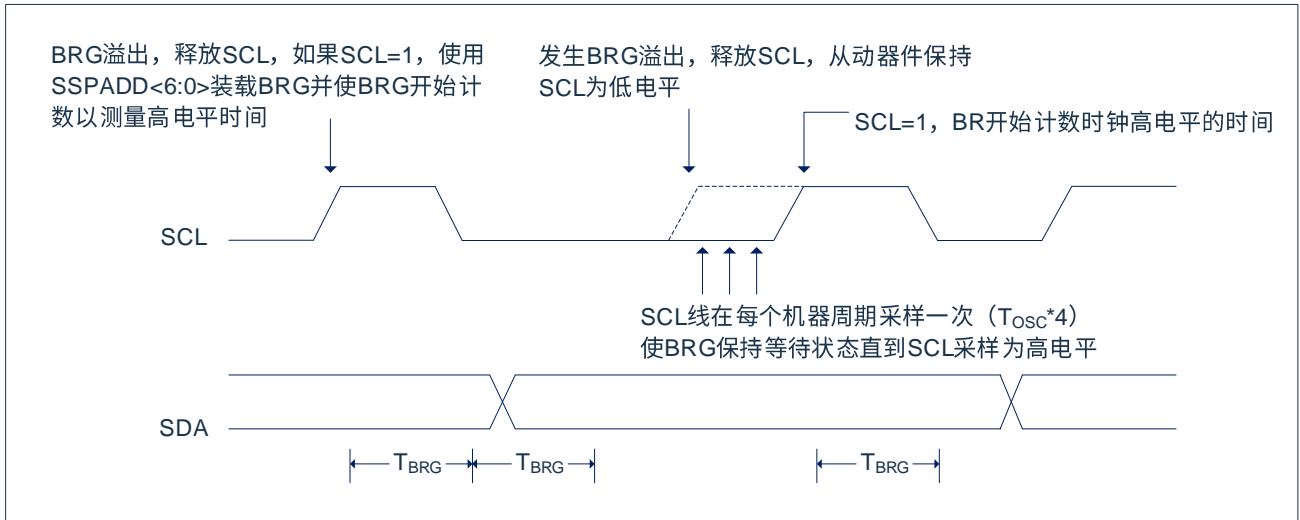 BRG溢出，释放SCL，如果SCL=1，使用
SSPADD<6:0>装载BRG并使BRG开始计
数以测量高电平时间
发生BRG溢出，释放SCL，从动器件保持
SCL为低电平
SCL=1，BR开始计数时钟高电平的时间
SCL
SCL线在每个机器周期采样一次（TOSC*4）
使BRG保持等待状态直到SCL采样为高电平
SDA
TBRG
TBRG
TBRG